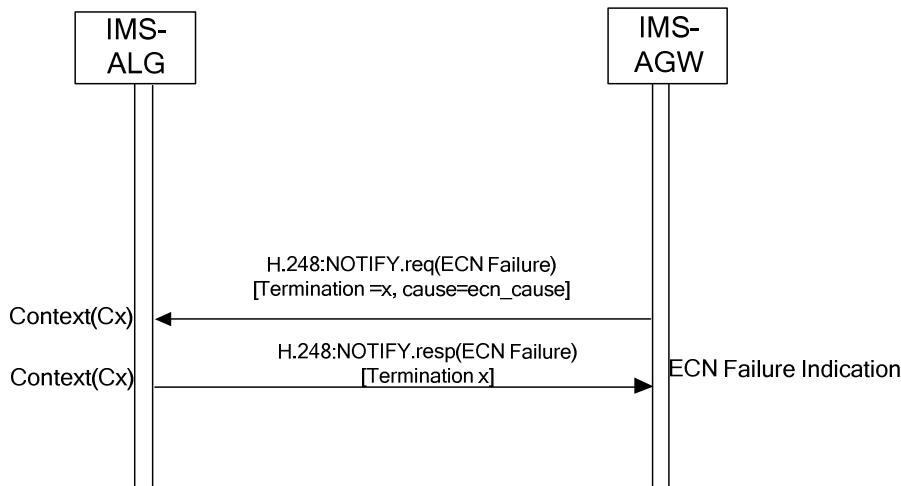 IMS-
ALG
IMS-
AGW
H.248:NOTIFY.req(ECN Failure)
[Termination =x, cause=ecn_cause]
Context(Cx)
H.248:NOTIFY.resp(ECN Failure)
[Termination x]
Context(Cx)
ECN Failure Indication